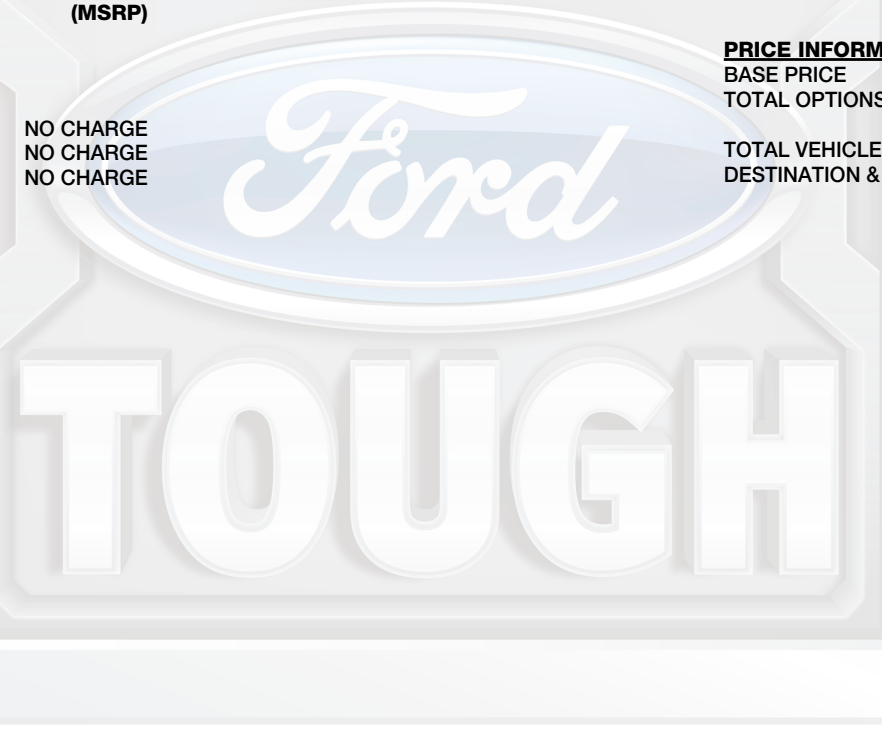 (MSRP)
NO CHARGE
NO CHARGE
NO CHARGE
PRICE INFORM
BASE PRICE
TOTAL OPTIONS
TOTAL VEHICLE
DESTINATION &
Ford
TOUGH